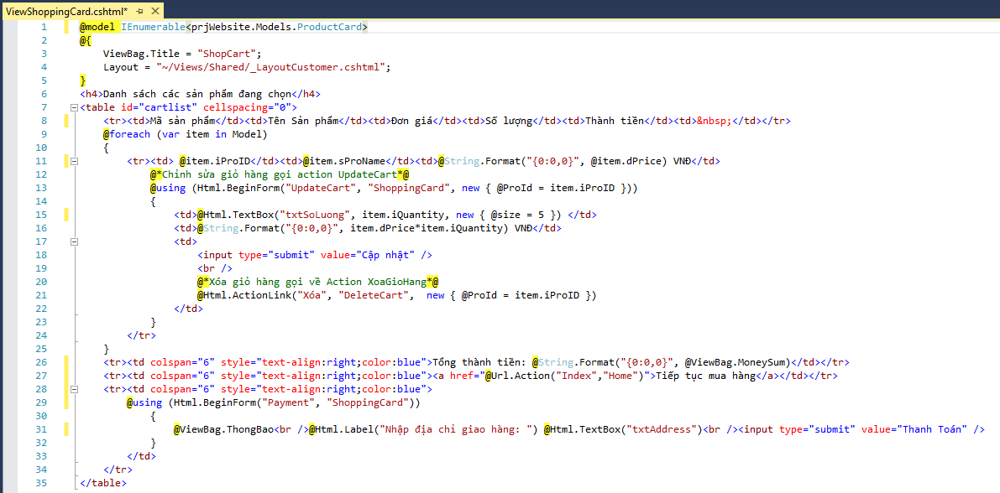 ViewShoppingCard.cshtml*
1 @model IEnumerable<prjWebsite.Models.ProductCard>
2 @{
3 ViewBag.Title = "ShopCart";
4 Layout = "~/Views/Shared/_LayoutCustomer.cshtml";
5 }
6 <h4>Danh sách các sản phẩm đang chọn</h4>
7 <table id="cartlist" cellspacing="0">
8 <tr><td>Mã sản phẩm</td><td>Tên Sản phẩm</td><td>Đơn giá</td><td>Số lượng</td><td>Thành tiền</td><td>&nbsp;</td></tr>
9 @foreach (var item in Model)
10 {
11 <tr><td> @item.iProID</td><td>@item.sProName</td><td>@String.Format("{0:0,0}", @item.dPrice) VNĐ</td>
12 @*Chỉnh sửa giỏ hàng gọi action UpdateCart*@
13 @using (Html.BeginForm("UpdateCart", "ShoppingCard", new { @ProId = item.iProID }))
14 {
15 <td>@Html.TextBox("txtSoLuong", item.iQuantity, new { @size = 5 }) </td>
16 <td>@String.Format("{0:0,0}", item.dPrice*item.iQuantity) VNĐ</td>
17 <td>
18 <input type="submit" value="Cập nhật" />
19 <br />
20 @*Xóa giỏ hàng gọi về Action XoaGioHang*@
21 @Html.ActionLink("Xóa", "DeleteCart",  new { @ProId = item.iProID })
22 </td>
23 }
24 </tr>
25 }
26 <tr><td colspan="6" style="text-align:right;color:blue">Tổng thành tiền: @String.Format("{0:0,0}", @ViewBag.MoneySum)</td></tr>
27 <tr><td colspan="6" style="text-align:right;color:blue"><a href="@Url.Action("Index","Home")">Tiếp tục mua hàng</a></td></tr>
28 <tr><td colspan="6" style="text-align:right;color:blue">
29 @using (Html.BeginForm("Payment", "ShoppingCard"))
30 {
31 @ViewBag.ThongBao<br />@Html.Label("Nhập địa chỉ giao hàng: ") @Html.TextBox("txtAddress")<br /><input type="submit" value="Thanh Toán" />
32 }
33 </td>
34 </tr>
35 </table>